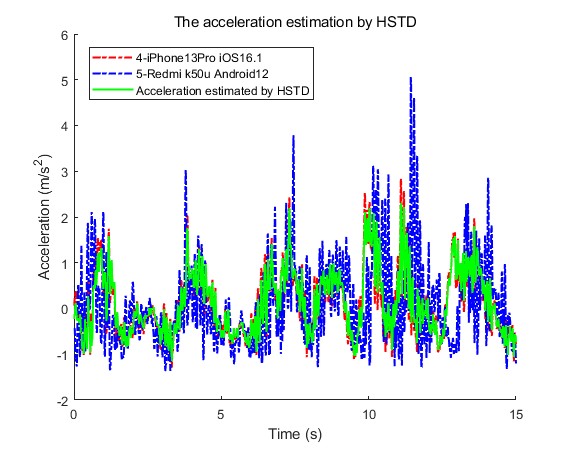 The acceleration estimation by HSTD
4-iPhone13Pro iOS16.1
5-Redmi k50u Android12
Acceleration estimated by HSTD
Acceleration (m/s²)
6
5
4
3
2
1
0
-1
-2
0 5 10 15
Time (s)